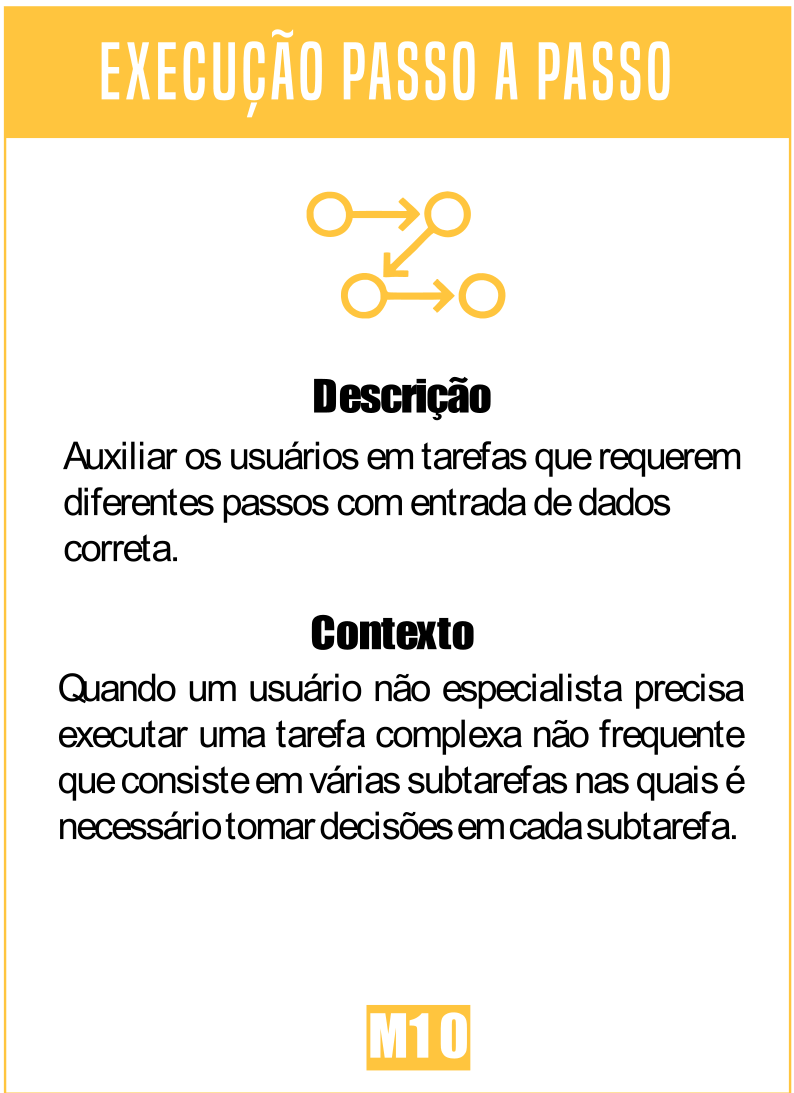 EXECUÇÃO PASSO A PASSO
Descrição
Auxiliar os usuários em tarefas que requerem
diferentes passos com entrada de dados
correta.
Contexto
Quando um usuário não especialista precisa
executar uma tarefa complexa não frequente
que consiste em várias subtarefas nas quais é
necessário tomar decisões em cada subtarefa.
M10